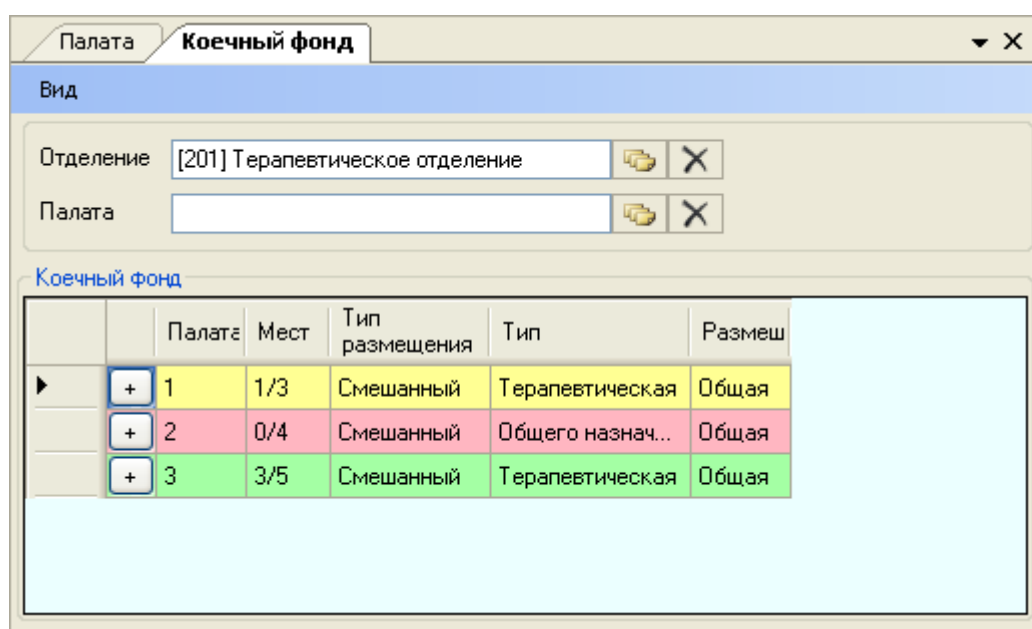 Палата Коечный фонд
Вид
Отделение [201] Терапевтическое отделение
Палата
Коечный фонд
Палата Мест Тип размещения Тип Размещ
+ 1 1/3 Смешанный Терапевтическая Общая
+ 2 0/4 Смешанный Общего назнач... Общая
+ 3 3/5 Смешанный Терапевтическая Общая